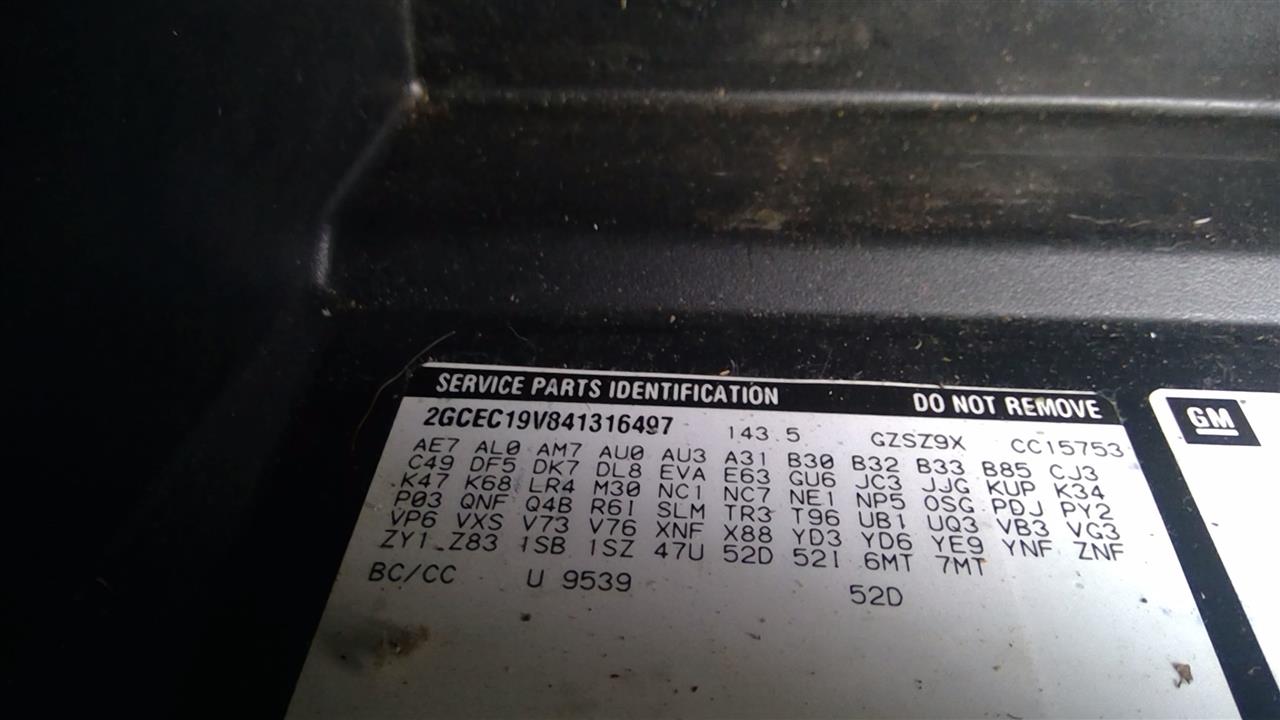 SERVICE PARTS IDENTIFICATION DO NOT REMOVE
GM
2GCEC19V841316497 143.5 GZSZ9X CC15753
AE7 AL0 AM7 AU0 AU3 A31 B30 B32 B33 B85 CJ3
C49 DF5 DK7 DL8 EVA E63 GU6 JC3 JJG KUP K34
K47 K68 LR4 M30 NC1 NC7 NE1 NP5 OSG PDJ PY2
P03 QNF Q4B R61 SLM TR3 T96 UB1 UQ3 VB3 VG3
VP6 VXS V73 V76 XNF X88 YD3 YD6 YE9 YNF ZNF
ZY1 Z83 1SB 1SZ 47U 52D 52I 6MT 7MT
BC/CC U 9539 52D